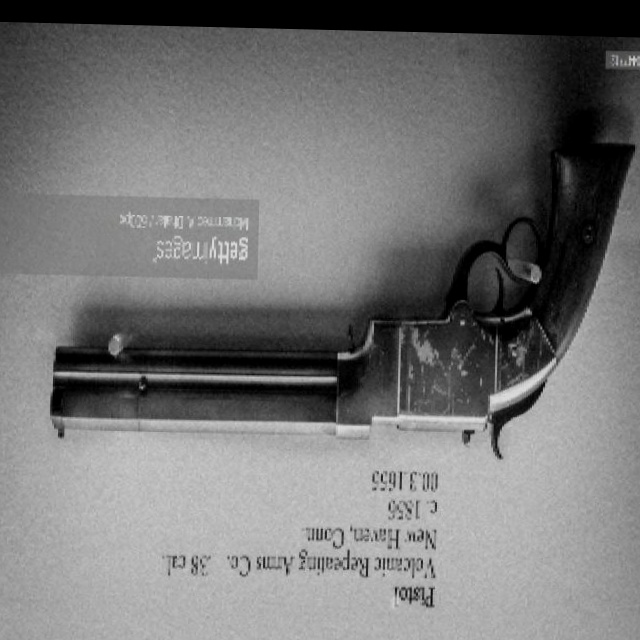 Pistol
Volcanic Repeating Arms Co. .38 cal.
New Haven, Conn.
c. 1856
00.3.1655
gettyimages